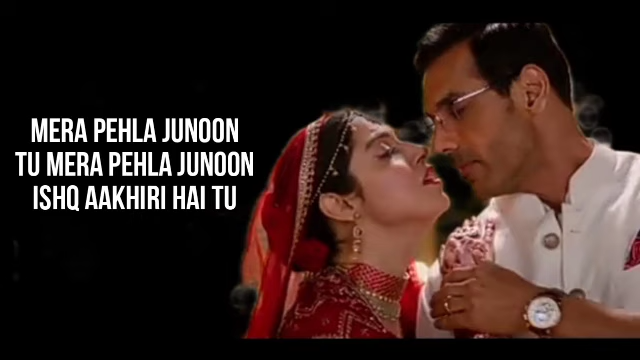 MERA PEHLA JUNOON
TU MERA PEHLA JUNOON
ISHQ AAKHIRI HAI TU